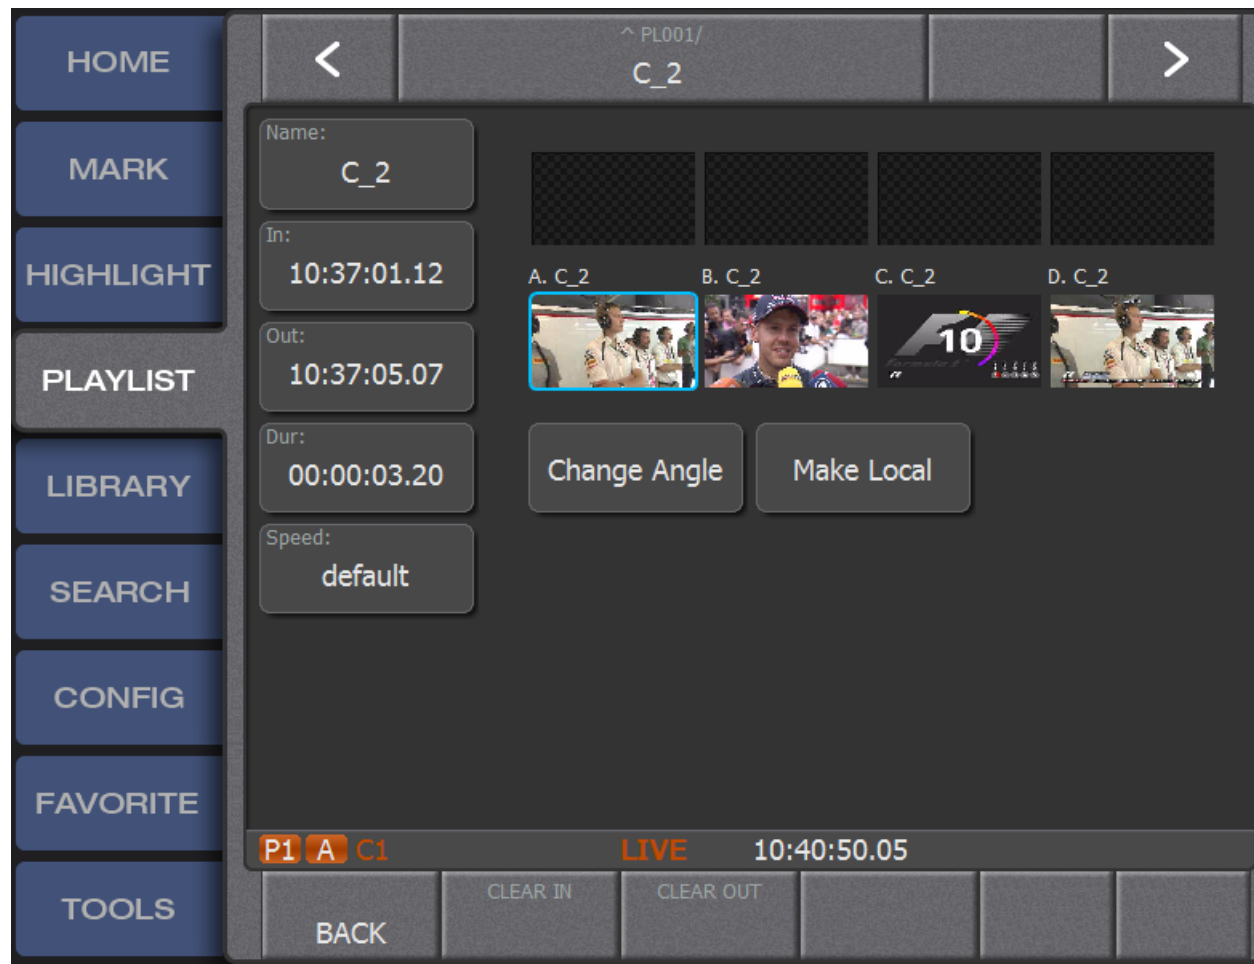 HOME
MARK
HIGHLIGHT
PLAYLIST
LIBRARY
SEARCH
CONFIG
FAVORITE
TOOLS
<
^ PL001/
C_2
>
Name:
C_2
In:
10:37:01.12
Out:
10:37:05.07
Dur:
00:00:03.20
Speed:
default
A. C_2
B. C_2
C. C_2
D. C_2
10
Change Angle
Make Local
P1 A C1
LIVE
10:40:50.05
BACK
CLEAR IN
CLEAR OUT